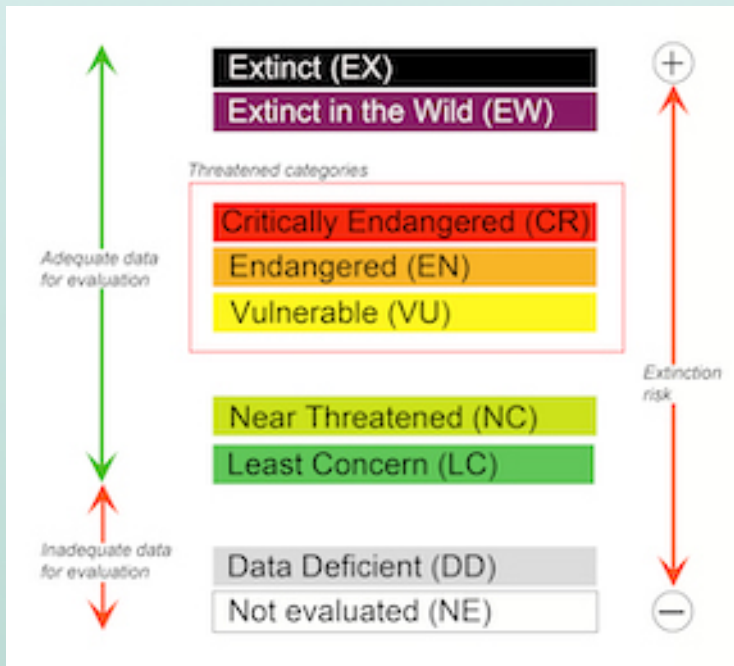 Extinct (EX)
Extinct in the Wild (EW)
Threatened categories
Critically Endangered (CR)
Endangered (EN)
Vulnerable (VU)
Adequate data
for evaluation
Extinction
risk
Near Threatened (NC)
Least Concern (LC)
Inadequate data
for evaluation
Data Deficient (DD)
Not evaluated (NE)